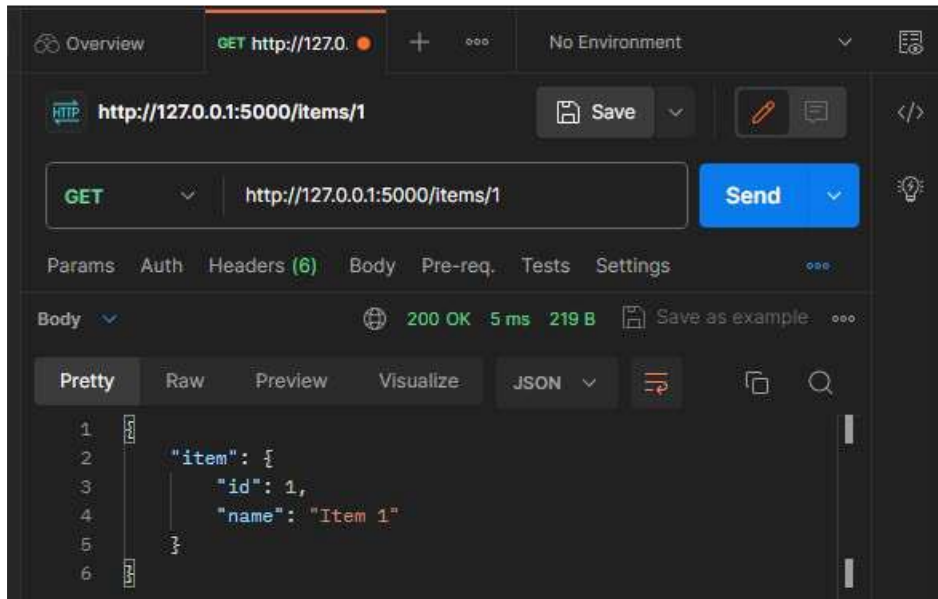 Overview GET http://127.0. No Environment
HTTP http://127.0.0.1:5000/items/1 Save
GET http://127.0.0.1:5000/items/1 Send
Params Auth Headers (6) Body Pre-req. Tests Settings
Body 200 OK 5 ms 219 B Save as example
Pretty Raw Preview Visualize JSON
1 {
2 "item": {
3 "id": 1,
4 "name": "Item 1"
5 }
6 }